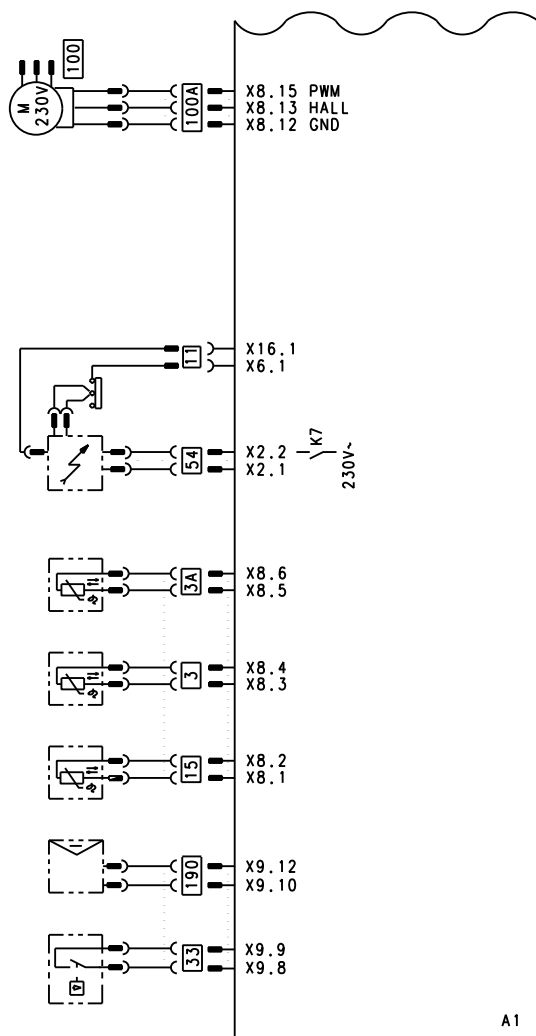 100
M
230V
100A
X8.15 PWM
X8.13 HALL
X8.12 GND
11
X16.1
X6.1
54
X2.2
X2.1
K7
230V~
3A
X8.6
X8.5
3
X8.4
X8.3
15
X8.2
X8.1
190
X9.12
X9.10
33
X9.9
X9.8
A1